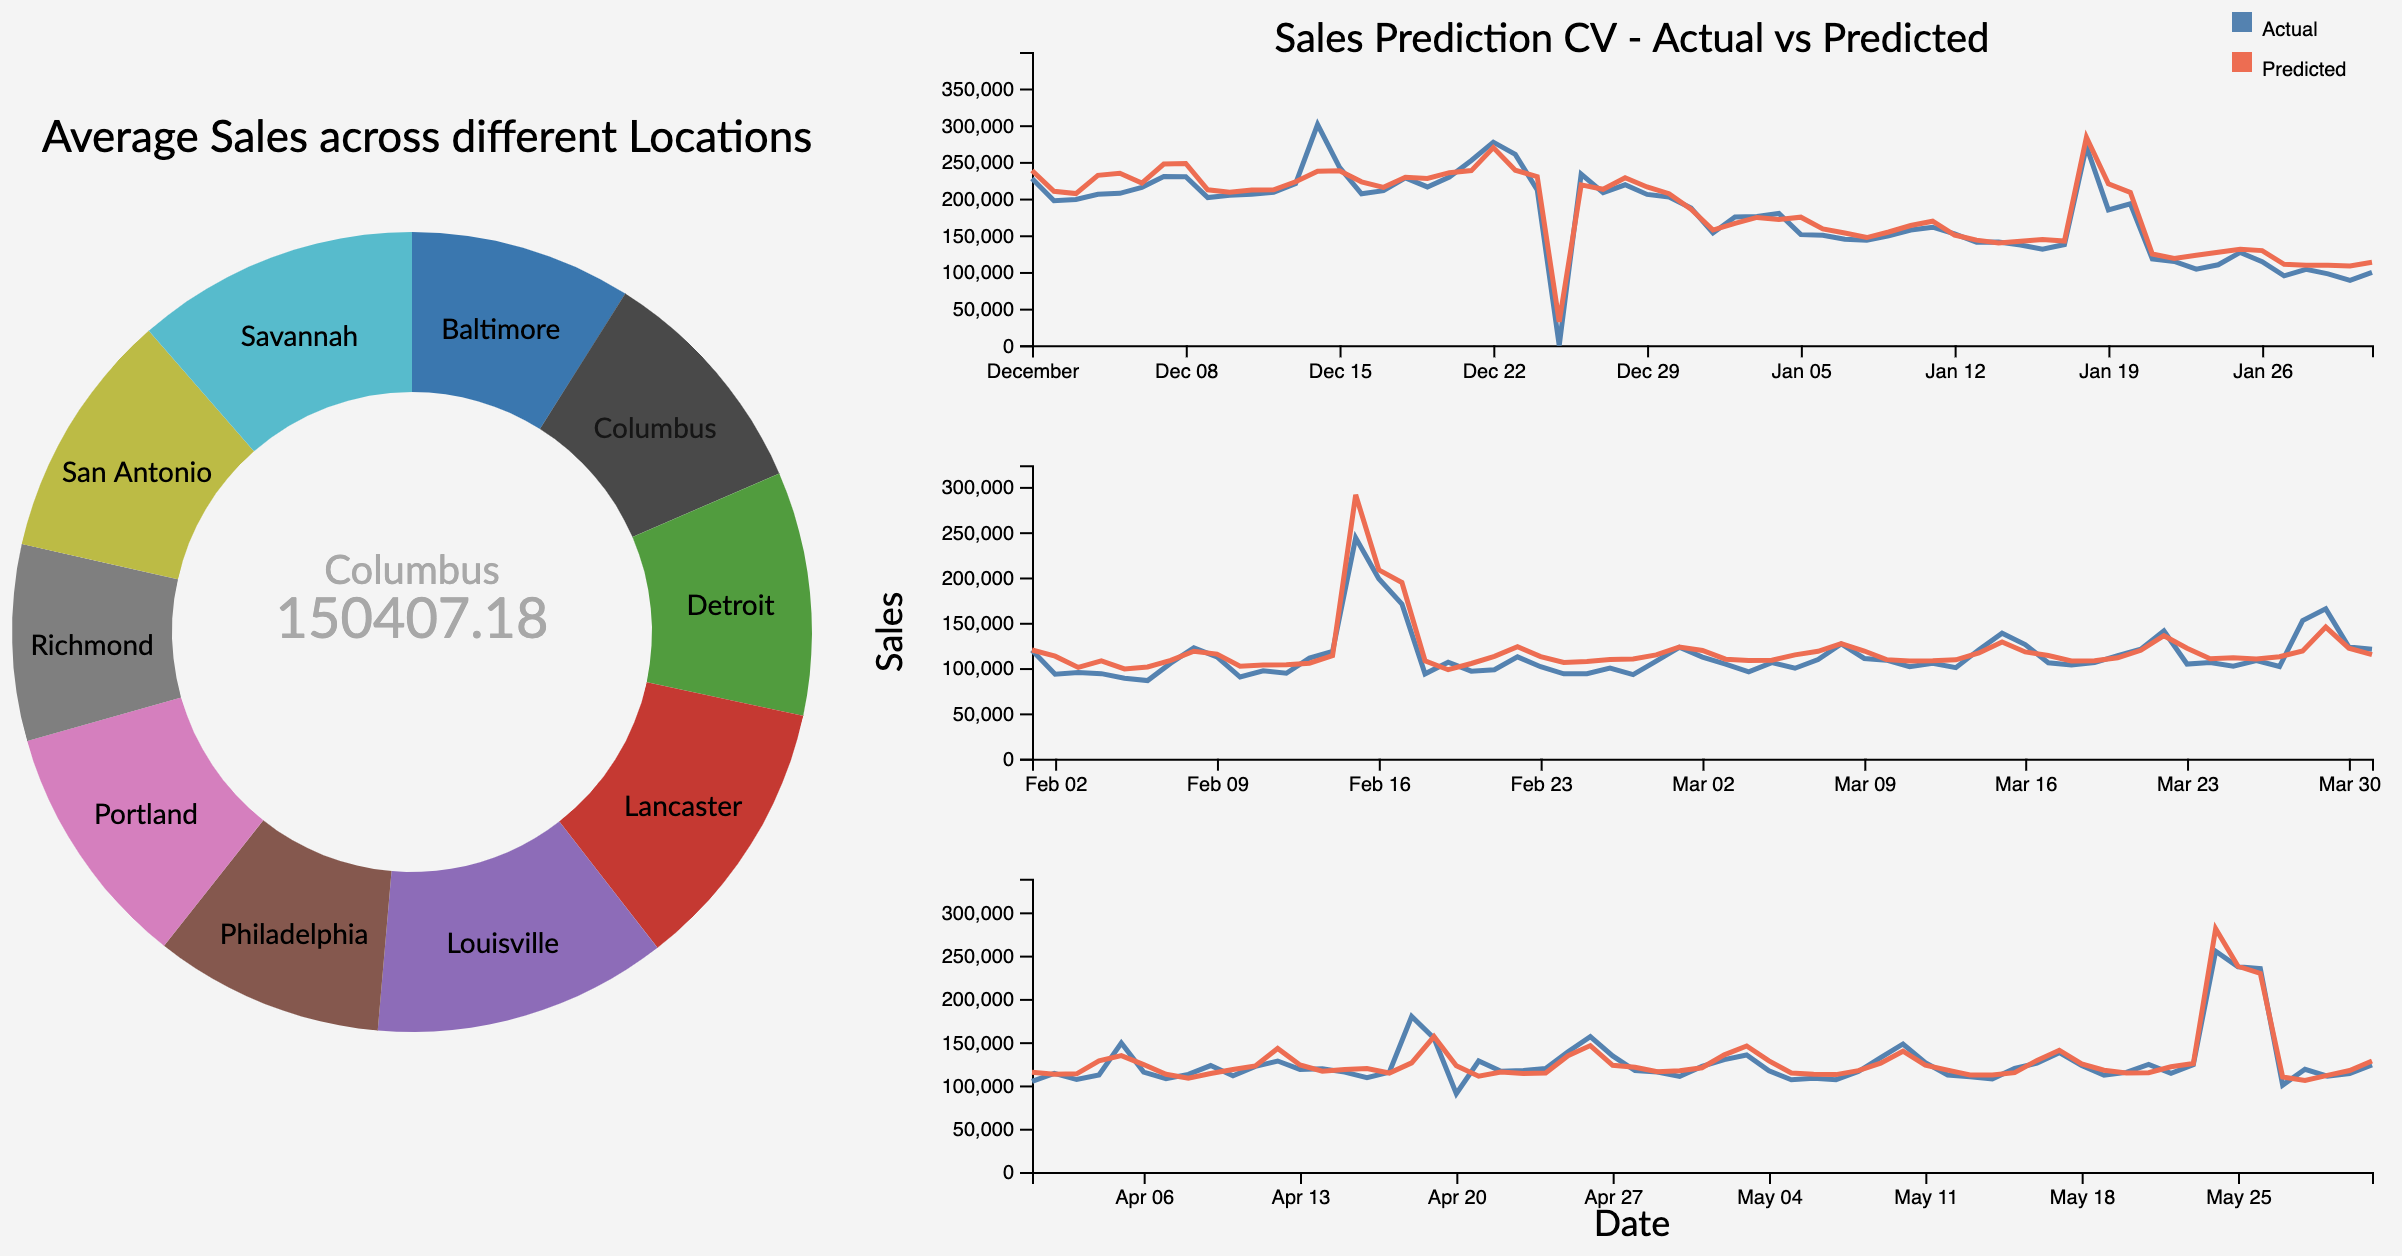 Average Sales across different Locations
Savannah
Baltimore
Columbus
San Antonio
Columbus
150407.18
Detroit
Richmond
Lancaster
Portland
Philadelphia
Louisville
Sales Prediction CV - Actual vs Predicted
Actual
Predicted
350,000
300,000
250,000
200,000
150,000
100,000
50,000
0
December Dec 08 Dec 15 Dec 22 Dec 29 Jan 05 Jan 12 Jan 19 Jan 26
Sales
300,000
250,000
200,000
150,000
100,000
50,000
0
Feb 02 Feb 09 Feb 16 Feb 23 Mar 02 Mar 09 Mar 16 Mar 23 Mar 30
300,000
250,000
200,000
150,000
100,000
50,000
0
Apr 06 Apr 13 Apr 20 Apr 27 May 04 May 11 May 18 May 25
Date